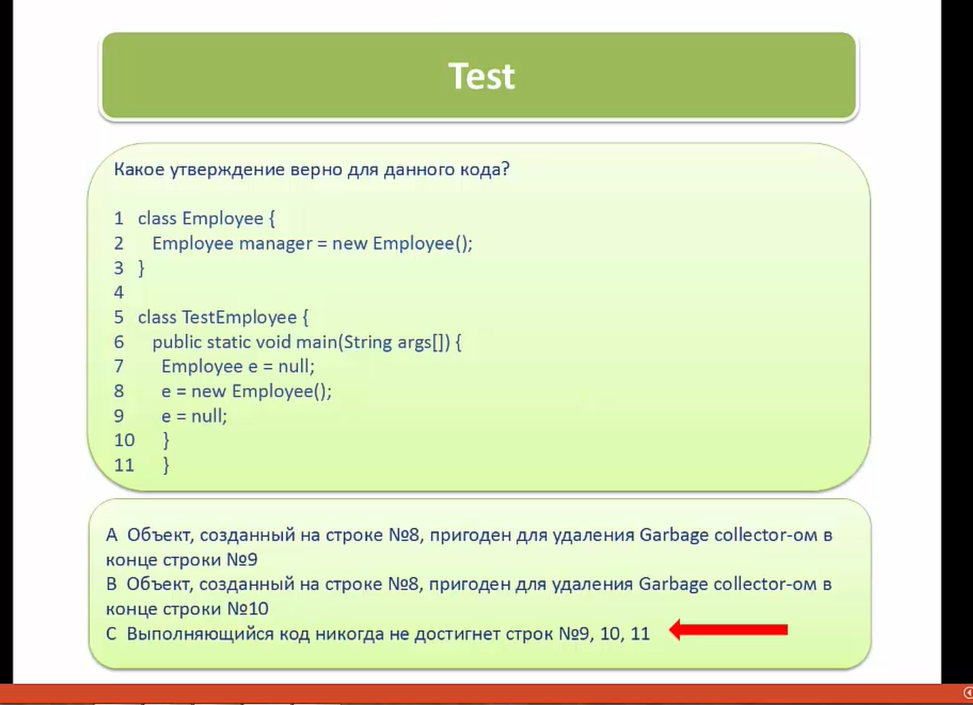 Test
Какое утверждение верно для данного кода?
1 class Employee {
2 Employee manager = new Employee();
3 }
4
5 class TestEmployee {
6 public static void main(String args[]) {
7 Employee e = null;
8 e = new Employee();
9 e = null;
10 }
11 }
A Объект, созданный на строке №8, пригоден для удаления Garbage collector-ом в
конце строки №9
B Объект, созданный на строке №8, пригоден для удаления Garbage collector-ом в
конце строки №10
C Выполняющийся код никогда не достигнет строк №9, 10, 11